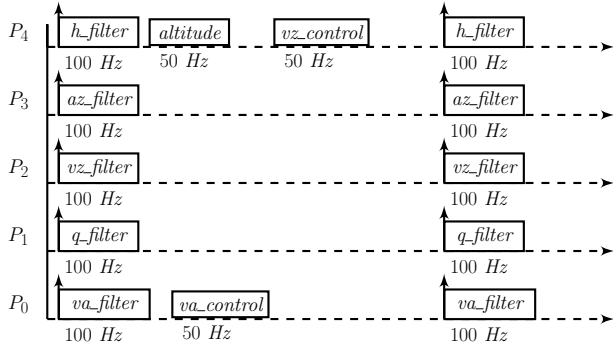 P4 h_filter altitude vz_control h_filter
100 Hz 50 Hz 50 Hz 100 Hz
P3 az_filter az_filter
100 Hz 100 Hz
P2 vz_filter vz_filter
100 Hz 100 Hz
P1 q_filter q_filter
100 Hz 100 Hz
P0 va_filter va_control va_filter
100 Hz 50 Hz 100 Hz